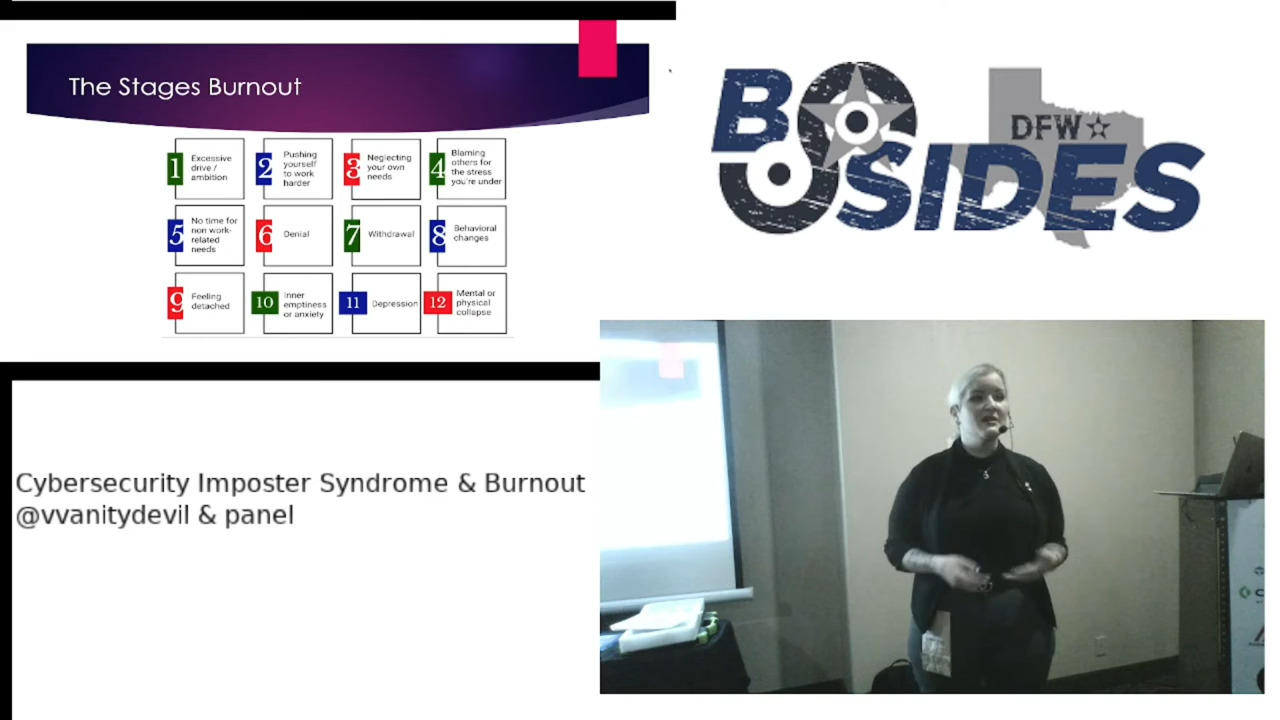 The Stages Burnout
1
Excessive
drive /
ambition
2
Pushing
yourself
to work
harder
3
Neglecting
your own
needs
4
Blaming
others for
the stress
you're under
5
No time for
non work-
related
needs
6
Denial
7
Withdrawal
8
Behavioral
changes
9
Feeling
detached
10
Inner
emptiness
or anxiety
11
Depression
12
Mental or
physical
collapse
BSIDES
DFW
Cybersecurity Imposter Syndrome & Burnout
@vvanitydevil & panel